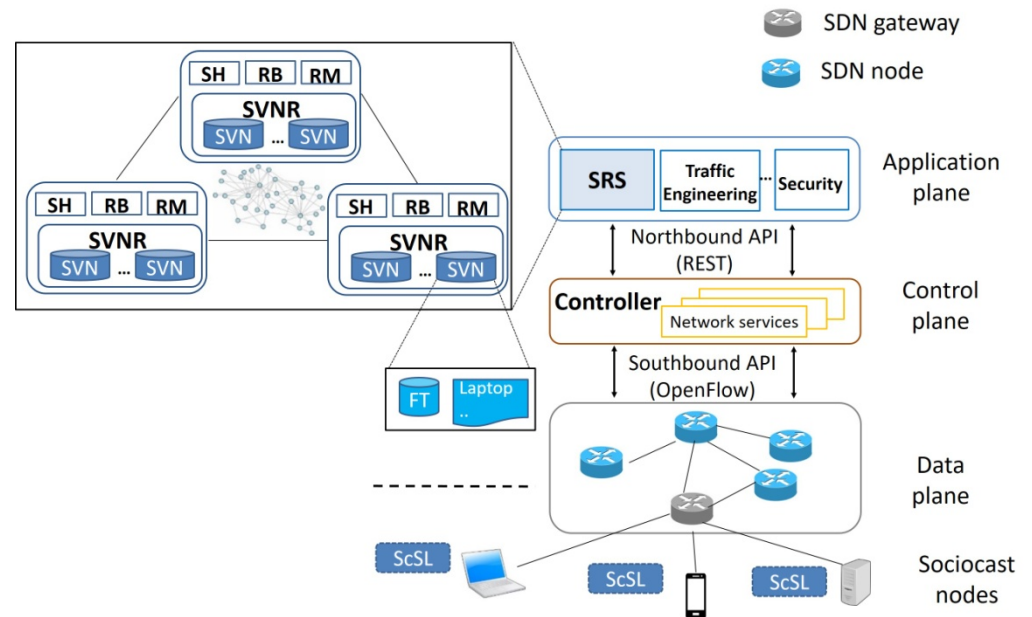 SDN gateway
SDN node
SH RB RM
SVNR
SVN ... SVN
SH RB RM
SVNR
SVN ... SVN
SH RB RM
SVNR
SVN ... SVN
FT
Laptop
..
SRS
Traffic
Engineering
...
Security
Application
plane
Northbound API
(REST)
Controller
Network services
Control
plane
Southbound API
(OpenFlow)
Data
plane
ScSL
ScSL
ScSL
Sociocast
nodes